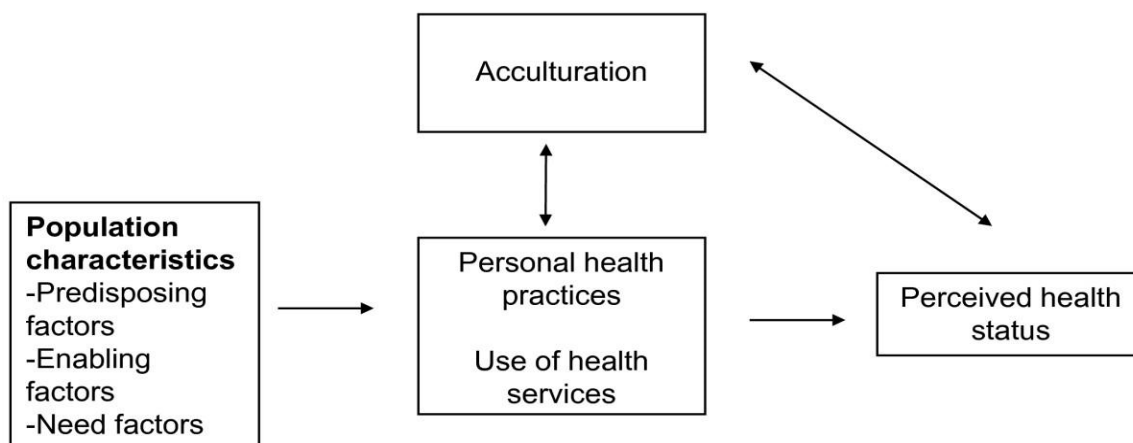 Acculturation
Population
characteristics
-Predisposing
factors
-Enabling
factors
-Need factors
Personal health
practices
Use of health
services
Perceived health
status